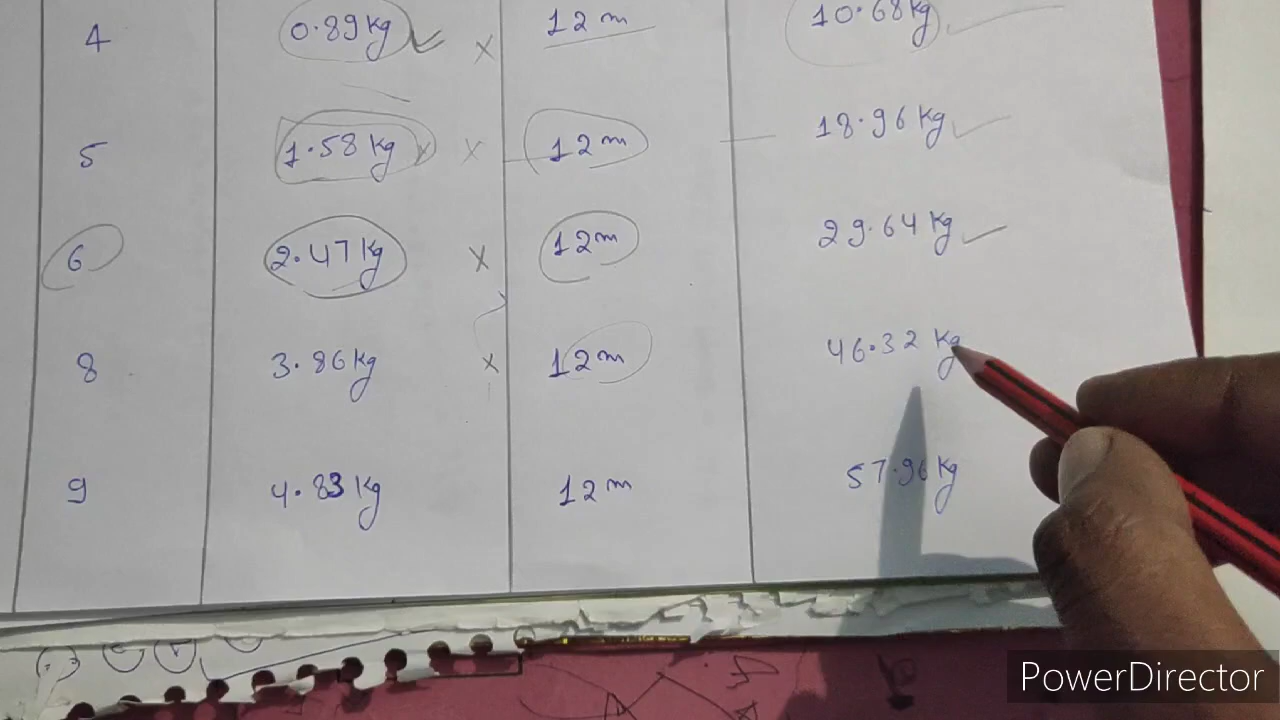 4 0.89 kg ✓ × 12 m 10.68 kg ✓
5 1.58 kg × 12 m 18.96 kg ✓
6 2.47 kg × 12 m 29.64 kg ✓
8 3.86 kg × 12 m 46.32 kg
9 4.83 kg 12 m 57.96 kg
PowerDirector